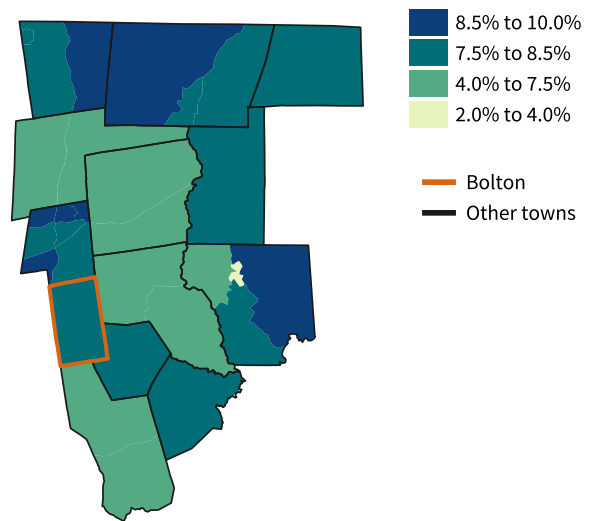 8.5% to 10.0%
7.5% to 8.5%
4.0% to 7.5%
2.0% to 4.0%
Bolton
Other towns